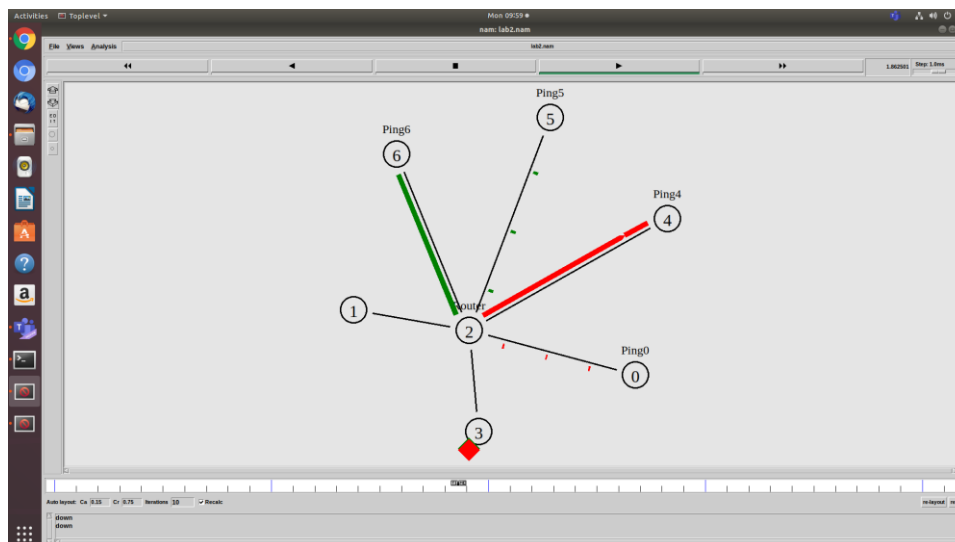 Activities Toplevel Mon 09:59
nam: lab2.nam
File Views Analysis lab2.nam
1.862501 Step: 1.0ms
Ping5
5
Ping6
6
Ping4
4
1
Router
2
Ping0
0
3
Auto layout: Ca 0.15 Cr 0.75 Iterations 10 Recalc re-layout
down
down